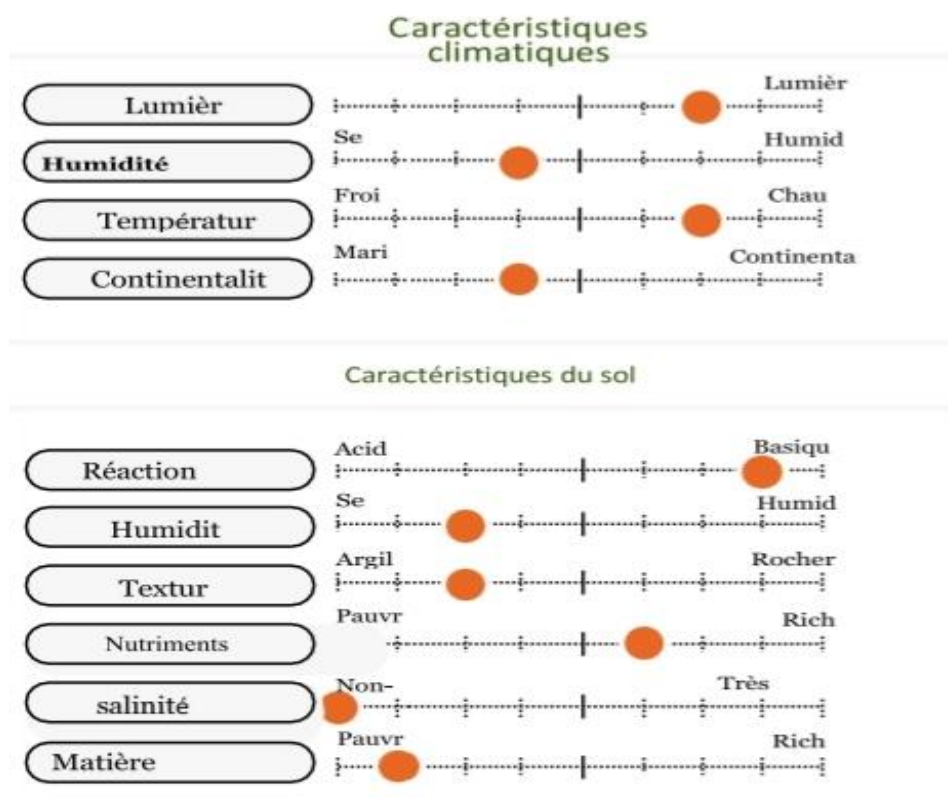 Caractéristiques
climatiques
Lumièr
Lumièr
Humidité
Se
Humid
Températur
Froi
Chau
Continentalit
Mari
Continenta
Caractéristiques du sol
Réaction
Acid
Basiqu
Humidit
Se
Humid
Textur
Argil
Rocher
Nutriments
Pauvr
Rich
salinité
Non-
Très
Matière
Pauvr
Rich